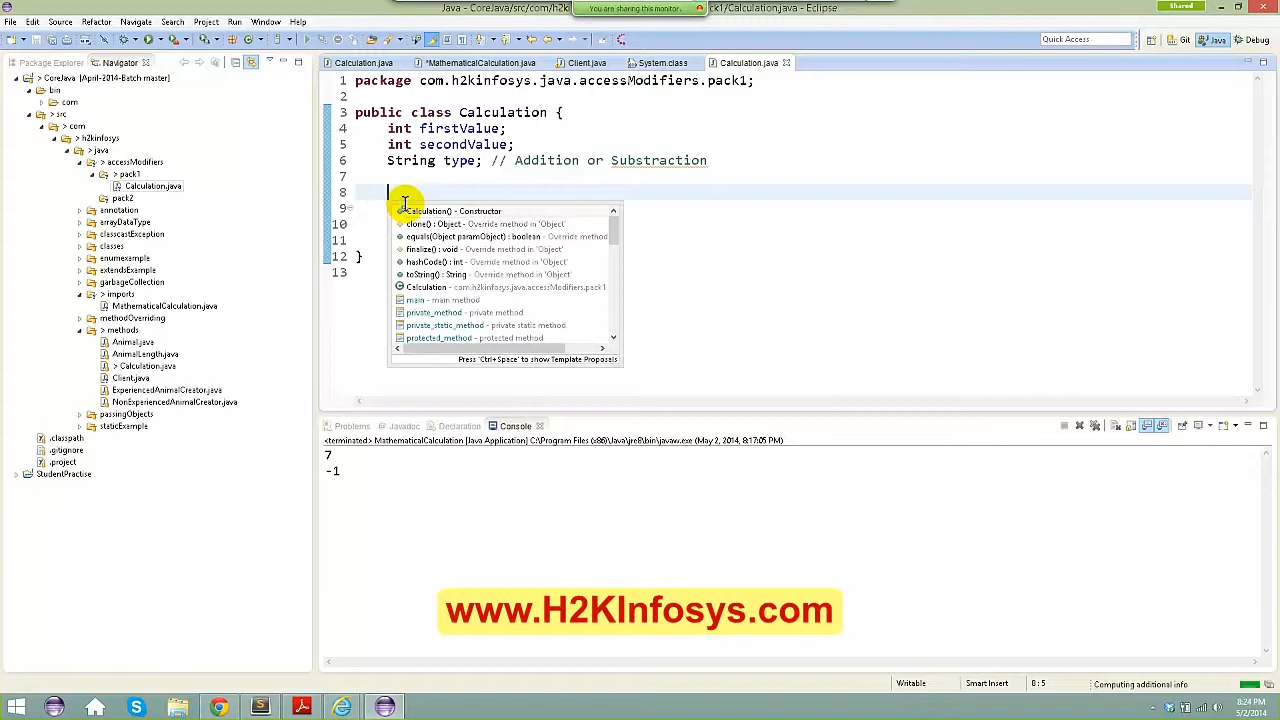 Java - CoreJava/src/com/h2k
You are sharing this monitor.
ck1/Calculation.java - Eclipse
Shared
File Edit Source Refactor Navigate Search Project Run Window Help
Quick Access
Git
Java
Debug
Package Explorer
Navigator
Calculation.java
*MathematicalCalculation.java
Client.java
System.class
Calculation.java
> CoreJava [April-2014-Batch master]
bin
com
> src
> com
> h2kinfosys
> java
> accessModifiers
> pack1
Calculation.java
pack2
annotation
arrayDataType
classcastException
classes
enumexample
extendsExample
garbageCollection
> imports
MathematicalCalculation.java
methodOverriding
> methods
Animal.java
AnimalLength.java
> Calculation.java
Client.java
ExperiencedAnimalCreator.java
NonExperiencedAnimalCreator.java
passingObjects
staticExample
.classpath
.gitignore
.project
StudentPractise
1 package com.h2kinfosys.java.accessModifiers.pack1;
2
3 public class Calculation {
4 int firstValue;
5 int secondValue;
6 String type; // Addition or Substraction
7
8
9
10
11
12 }
13
Calculation() - Constructor
clone() : Object - Override method in 'Object'
equals(Object paramObject) : boolean - Override method
finalize() : void - Override method in 'Object'
hashCode() : int - Override method in 'Object'
toString() : String - Override method in 'Object'
Calculation - com.h2kinfosys.java.accessModifiers.pack1
main - main method
private_method - private method
private_static_method - private static method
protected_method - protected method
Press 'Ctrl+Space' to show Template Proposals
Problems
Javadoc
Declaration
Console
<terminated> MathematicalCalculation [Java Application] C:\Program Files (x86)\Java\jre8\bin\javaw.exe (May 2, 2014, 8:17:05 PM)
7
-1
www.H2KInfosys.com
Writable
Smart Insert
8 : 5
Computing additional info
8:24 PM
5/2/2014